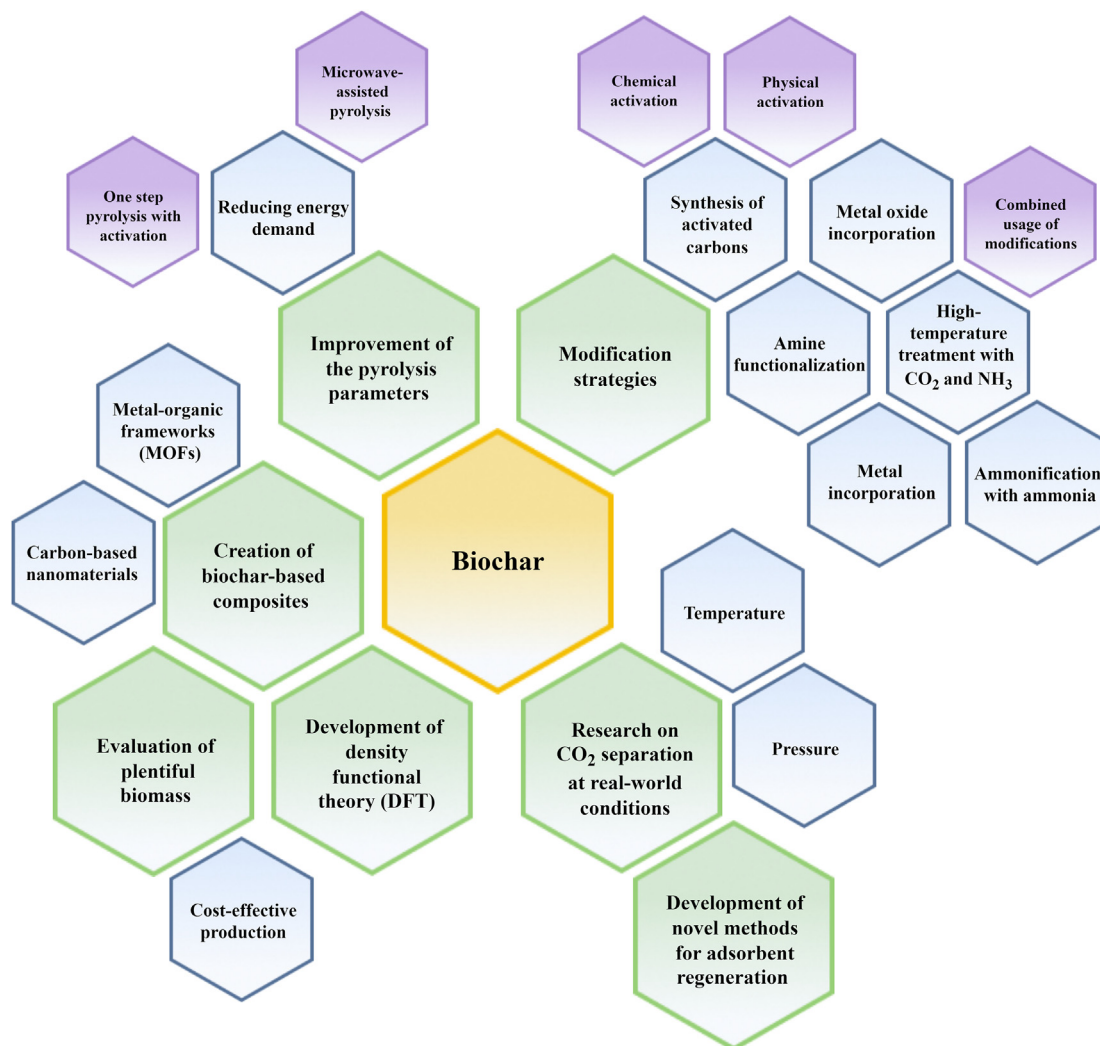 Microwave-
assisted
pyrolysis
One step
pyrolysis with
activation
Reducing energy
demand
Chemical
activation
Physical
activation
Synthesis of
activated
carbons
Metal oxide
incorporation
Combined
usage of
modifications
Improvement of
the pyrolysis
parameters
Modification
strategies
Amine
functionalization
High-
temperature
treatment with
CO₂ and NH₃
Metal
incorporation
Ammonification
with ammonia
Metal-organic
frameworks
(MOFs)
Carbon-based
nanomaterials
Creation of
biochar-based
composites
Biochar
Temperature
Pressure
Evaluation of
plentiful
biomass
Development of
density
functional
theory (DFT)
Research on
CO₂ separation
at real-world
conditions
Cost-effective
production
Development of
novel methods
for adsorbent
regeneration